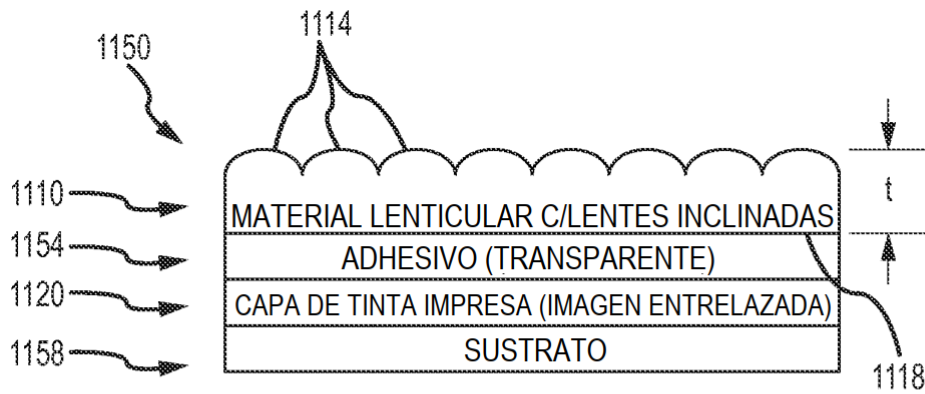 1114
1150
1110
MATERIAL LENTICULAR C/LENTES INCLINADAS
t
1154
ADHESIVO (TRANSPARENTE)
1120
CAPA DE TINTA IMPRESA (IMAGEN ENTRELAZADA)
1158
SUSTRATO
1118